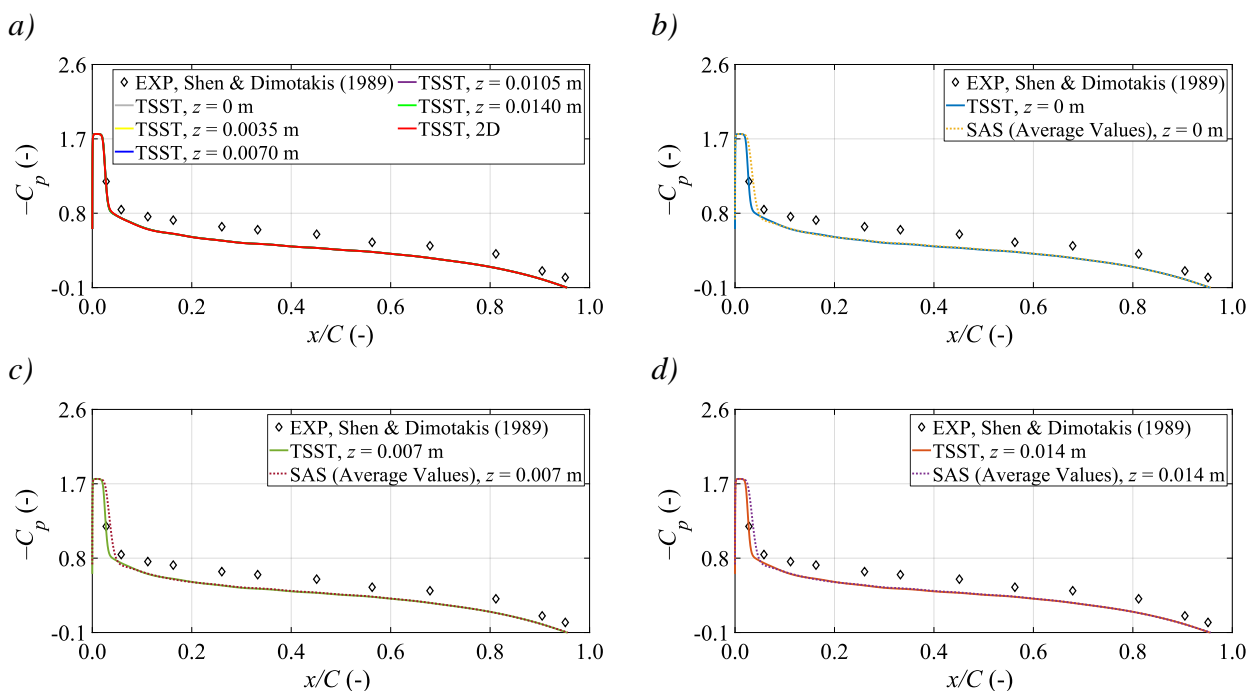 a)
2.6
1.7
0.8
-0.1
−C_p (-)
EXP, Shen & Dimotakis (1989)
TSST, z = 0 m
TSST, z = 0.0035 m
TSST, z = 0.0070 m
TSST, z = 0.0105 m
TSST, z = 0.0140 m
TSST, 2D
0.0 0.2 0.4 0.6 0.8 1.0
x/C (-)
b)
2.6
1.7
0.8
-0.1
−C_p (-)
EXP, Shen & Dimotakis (1989)
TSST, z = 0 m
SAS (Average Values), z = 0 m
0.0 0.2 0.4 0.6 0.8 1.0
x/C (-)
c)
2.6
1.7
0.8
-0.1
−C_p (-)
EXP, Shen & Dimotakis (1989)
TSST, z = 0.007 m
SAS (Average Values), z = 0.007 m
0.0 0.2 0.4 0.6 0.8 1.0
x/C (-)
d)
2.6
1.7
0.8
-0.1
−C_p (-)
EXP, Shen & Dimotakis (1989)
TSST, z = 0.014 m
SAS (Average Values), z = 0.014 m
0.0 0.2 0.4 0.6 0.8 1.0
x/C (-)